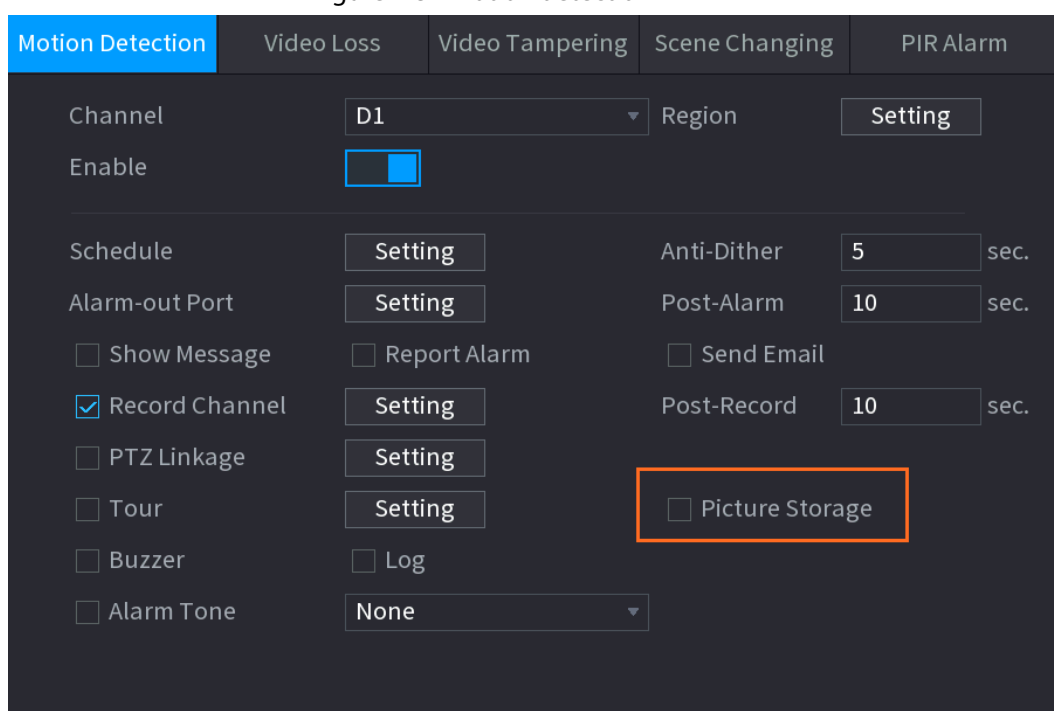 Motion Detection Video Loss Video Tampering Scene Changing PIR Alarm
Channel D1 Region Setting
Enable
Schedule Setting Anti-Dither 5 sec.
Alarm-out Port Setting Post-Alarm 10 sec.
Show Message Report Alarm Send Email
Record Channel Setting Post-Record 10 sec.
PTZ Linkage Setting
Tour Setting Picture Storage
Buzzer Log
Alarm Tone None